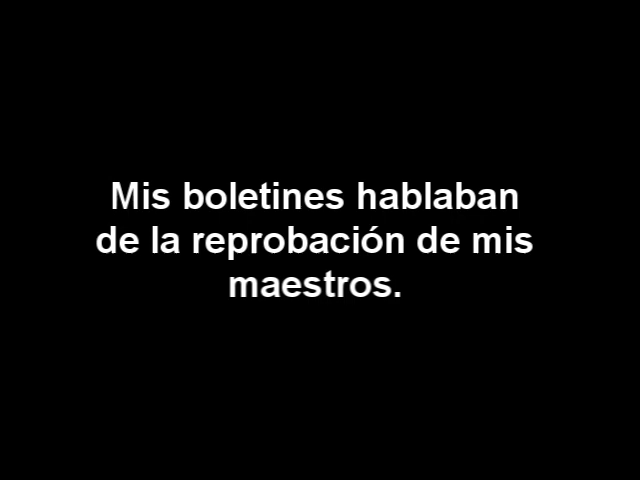 Mis boletines hablaban
de la reprobación de mis
maestros.